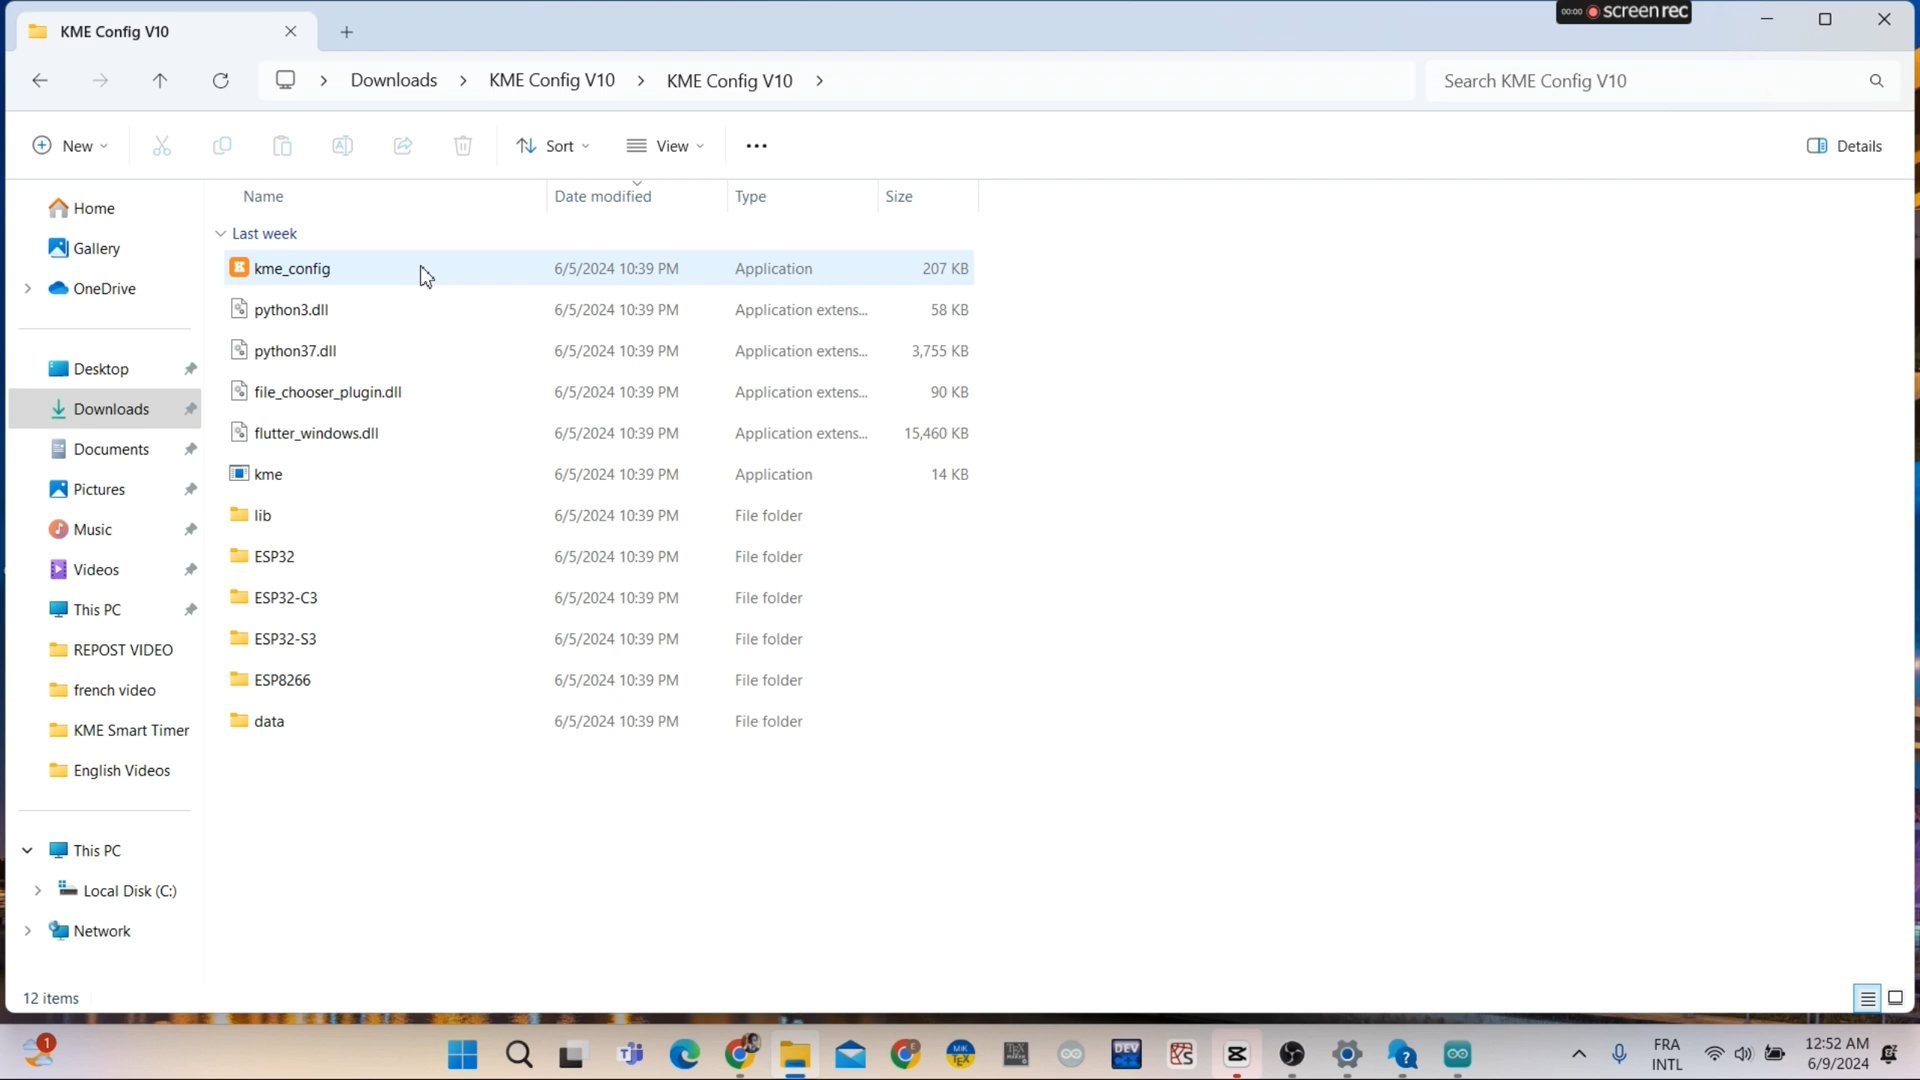 KME Config V10
00:00 screenrec
Downloads > KME Config V10 > KME Config V10 >
Search KME Config V10
New
Sort
View
Details
Name Date modified Type Size
Last week
kme_config 6/5/2024 10:39 PM Application 207 KB
python3.dll 6/5/2024 10:39 PM Application extens... 58 KB
python37.dll 6/5/2024 10:39 PM Application extens... 3,755 KB
file_chooser_plugin.dll 6/5/2024 10:39 PM Application extens... 90 KB
flutter_windows.dll 6/5/2024 10:39 PM Application extens... 15,460 KB
kme 6/5/2024 10:39 PM Application 14 KB
lib 6/5/2024 10:39 PM File folder
ESP32 6/5/2024 10:39 PM File folder
ESP32-C3 6/5/2024 10:39 PM File folder
ESP32-S3 6/5/2024 10:39 PM File folder
ESP8266 6/5/2024 10:39 PM File folder
data 6/5/2024 10:39 PM File folder
Home
Gallery
OneDrive
Desktop
Downloads
Documents
Pictures
Music
Videos
This PC
REPOST VIDEO
french video
KME Smart Timer
English Videos
This PC
Local Disk (C:)
Network
12 items
1
DEV
FRA
INTL
12:52 AM
6/9/2024